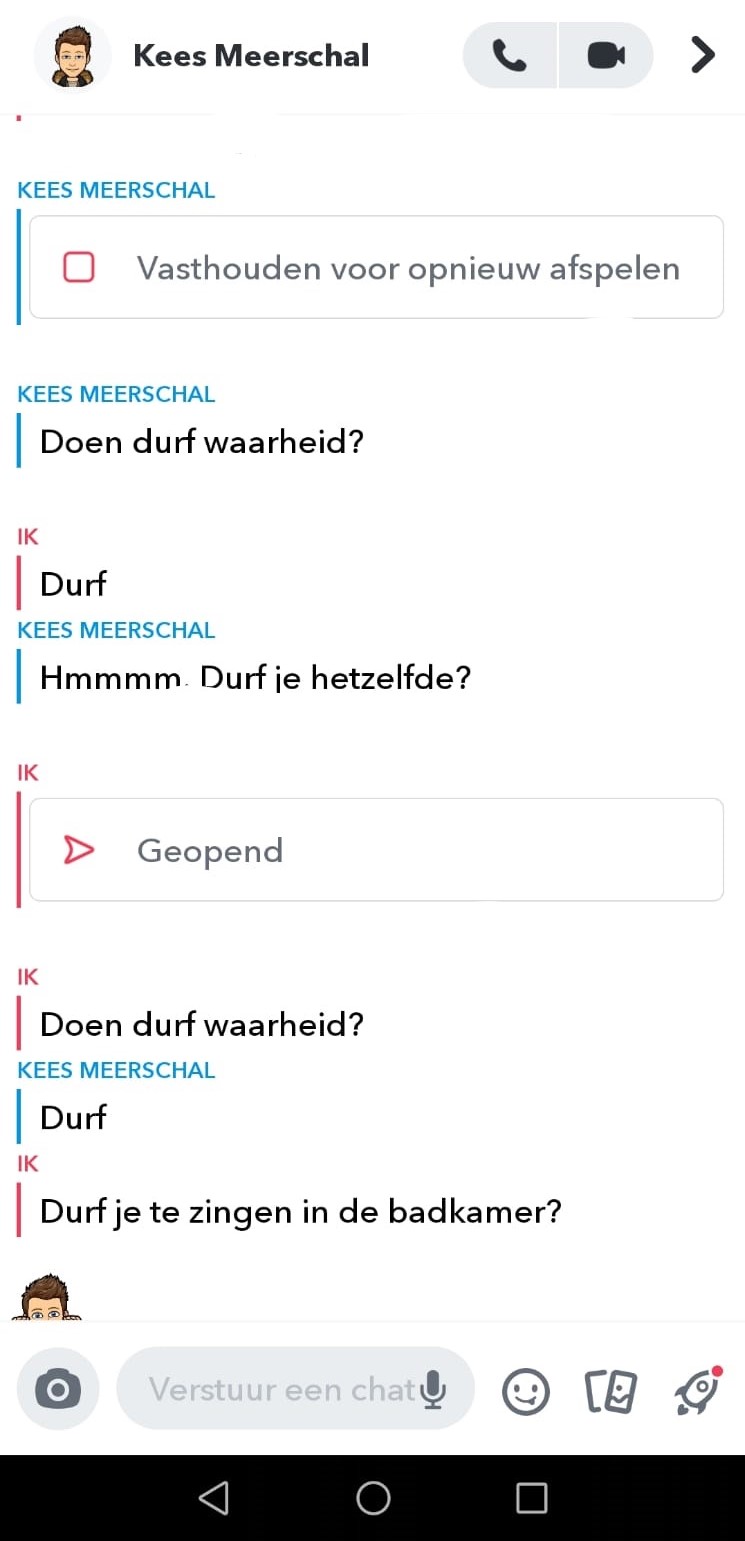 Kees Meerschal
KEES MEERSCHAL
Vasthouden voor opnieuw afspelen
KEES MEERSCHAL
Doen durf waarheid?
IK
Durf
KEES MEERSCHAL
Hmmmm. Durf je hetzelfde?
IK
Geopend
IK
Doen durf waarheid?
KEES MEERSCHAL
Durf
IK
Durf je te zingen in de badkamer?
Verstuur een chat